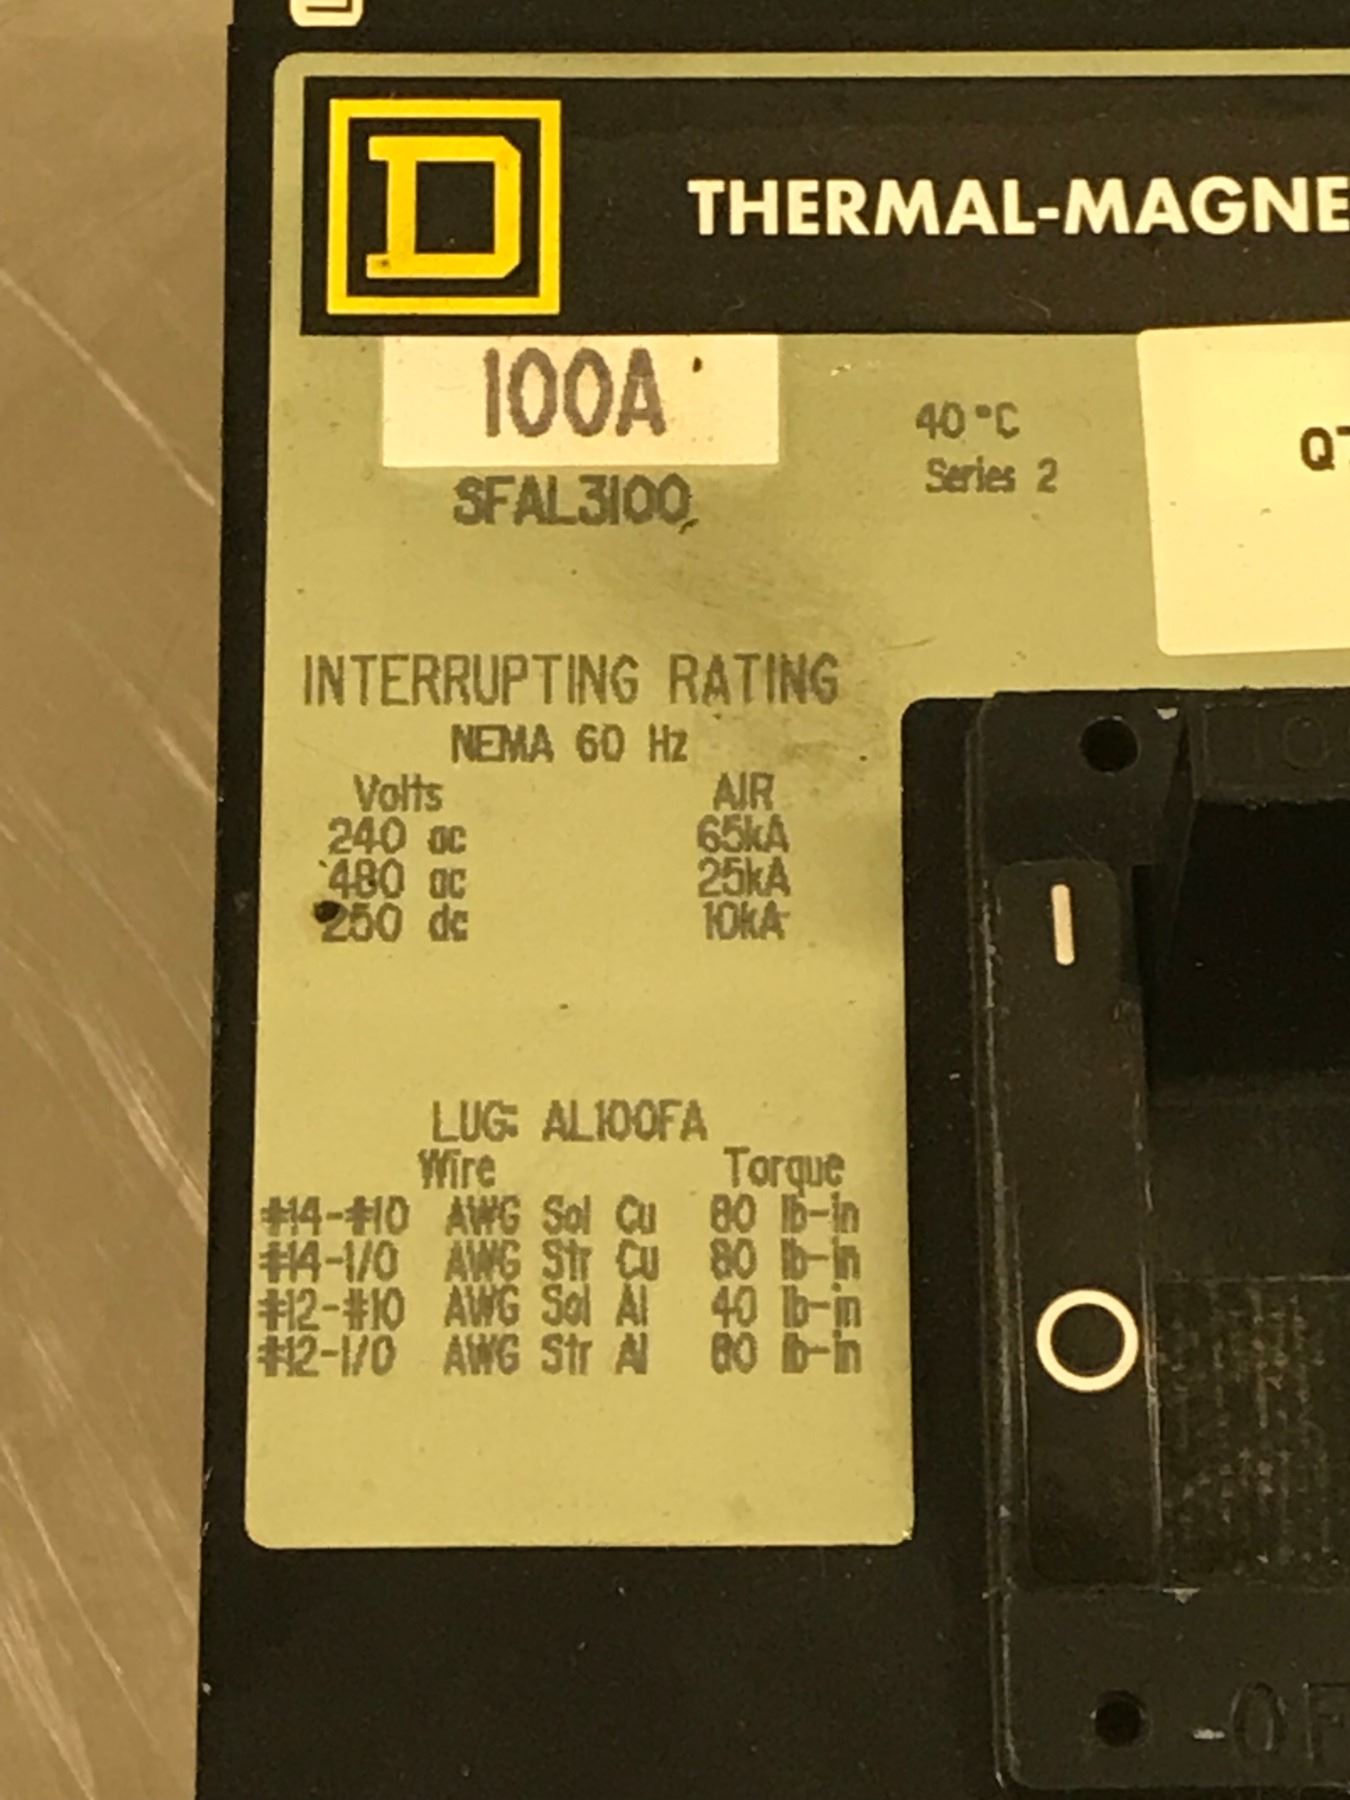 D
THERMAL-MAGNE
100A
40°C
SFAL3100
Series 2
Q
INTERRUPTING RATING
NEMA 60 Hz
Volts AIR
240 ac 65kA
480 ac 25kA
250 dc 10kA
LUG: AL100FA
Wire Torque
#14-#10 AWG Sol Cu 80 lb-in
#14-1/0 AWG Str Cu 80 lb-in
#12-#10 AWG Sol Al 40 lb-in
#12-1/0 AWG Str Al 80 lb-in
I
O
OF